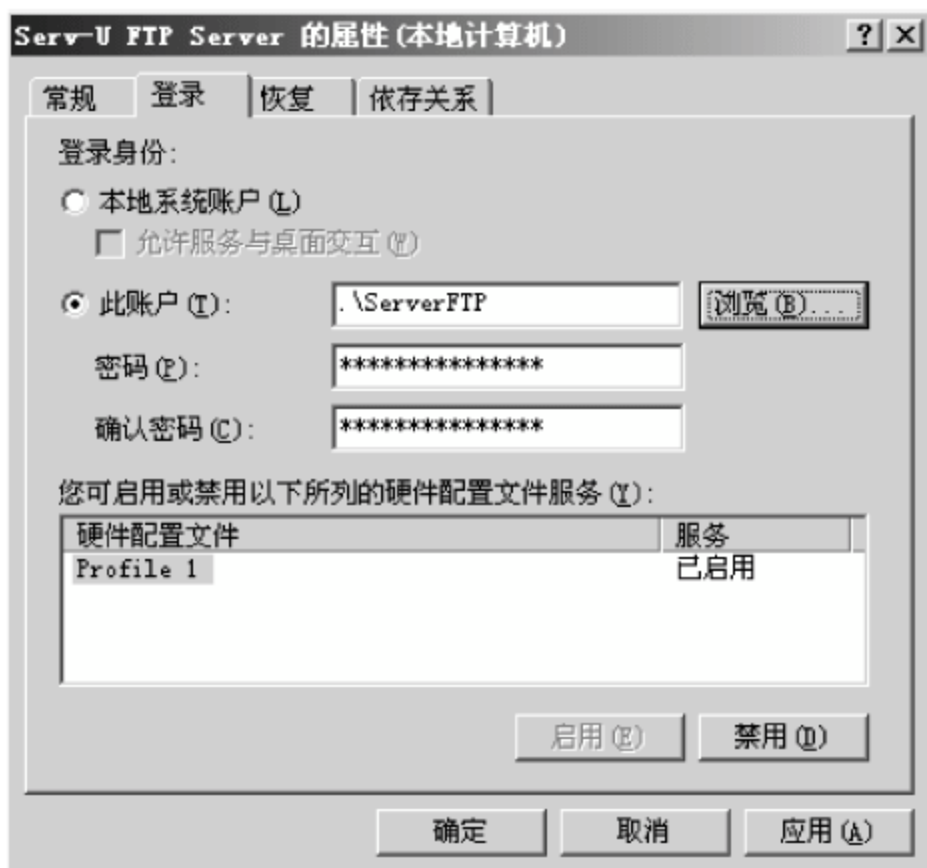 Serv-U FTP Server 的属性(本地计算机)
常规 登录 恢复 依存关系
登录身份:
本地系统账户(L)
允许服务与桌面交互(W)
此账户(T): .\ServerFTP 浏览(B)...
密码(P): ***************
确认密码(C): ***************
您可启用或禁用以下所列的硬件配置文件服务(Y):
硬件配置文件 服务
Profile 1 已启用
启用(E) 禁用(D)
确定 取消 应用(A)